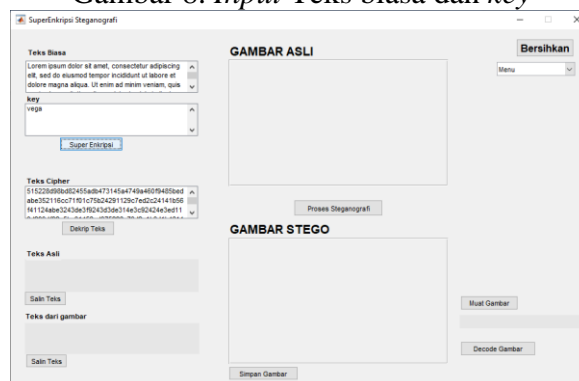 Gambar 8. Input Teks biasa dan key
SuperEnkripsi Steganografi
Teks Biasa
Lorem ipsum dolor sit amet, consectetur adipiscing
elit, sed do eiusmod tempor incididunt ut labore et
dolore magna aliqua. Ut enim ad minim veniam, quis
key
vega
Super Enkripsi
Teks Cipher
515228d98bd82455adb473145a4749a460f9485bed
abe352116cc71f01c75b24291129c7ed2c24141b56
f41124abe3243de3f9243d3de314e3c92424e3ed11
Dekrip Teks
Teks Asli
Salin Teks
Teks dari gambar
Salin Teks
GAMBAR ASLI
Proses Steganografi
GAMBAR STEGO
Simpan Gambar
Bersihkan
Menu
Muat Gambar
Decode Gambar